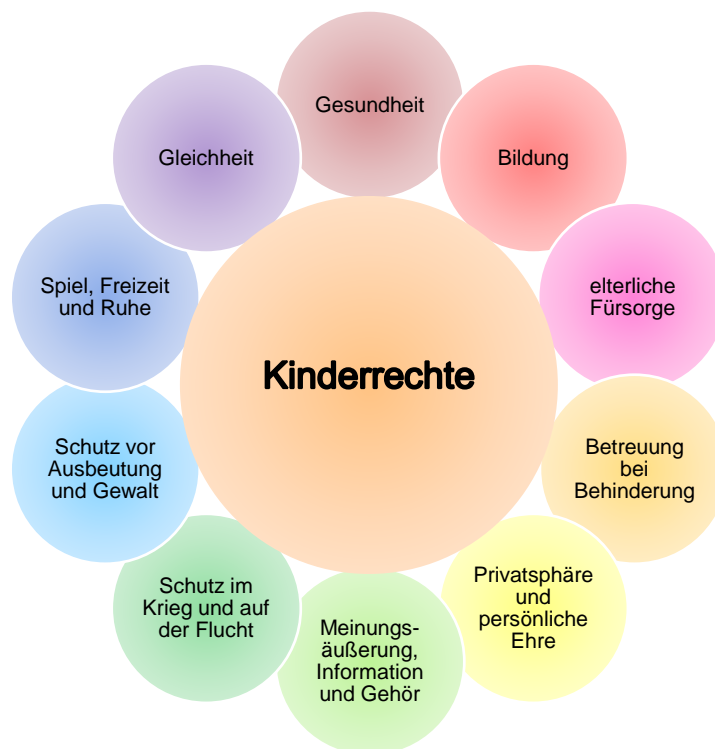 Gesundheit
Bildung
elterliche
Fürsorge
Betreuung
bei
Behinderung
Privatsphäre
und
persönliche
Ehre
Meinungs-
äußerung,
Information
und Gehör
Schutz im
Krieg und auf
der Flucht
Schutz vor
Ausbeutung
und Gewalt
Spiel, Freizeit
und Ruhe
Gleichheit
Kinderrechte